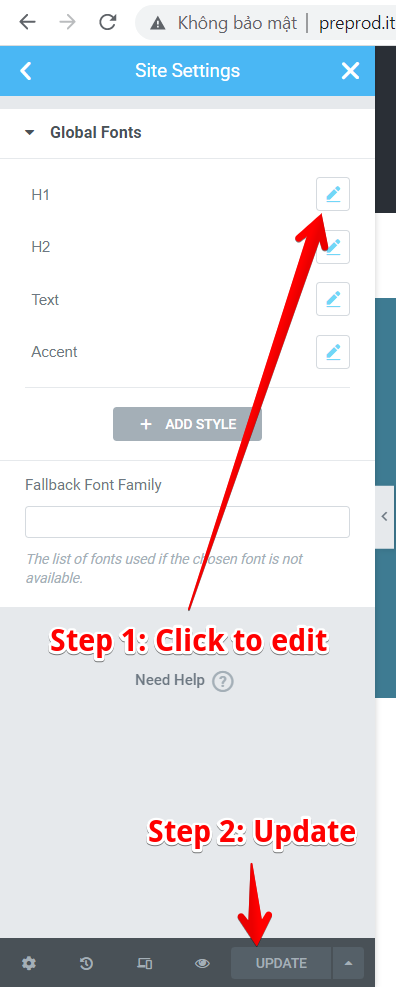 Không bảo mật | preprod.it
Site Settings
Global Fonts
H1
H2
Text
Accent
+ ADD STYLE
Fallback Font Family
The list of fonts used if the chosen font is not
available.
Step 1: Click to edit
Need Help ?
Step 2: Update
UPDATE